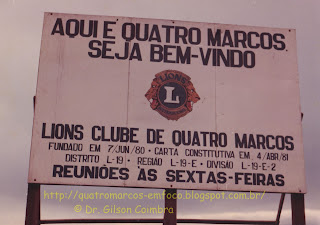 AQUI E QUATRO MARCOS
SEJA BEM-VINDO
LIONS
L
LIONS CLUBE DE QUATRO MARCOS
FUNDADO EM 7/JUN/80 • CARTA CONSTITUTIVA EM 4/ABR/81
DISTRITO L-19 • REGIÃO L-19-E • DIVISÃO L-19-E-2
REUNIÕES AS SEXTAS-FEIRAS
http://quatromarcos-emfoco.blogspot.com.br/
© Dr. Gilson Coimbra